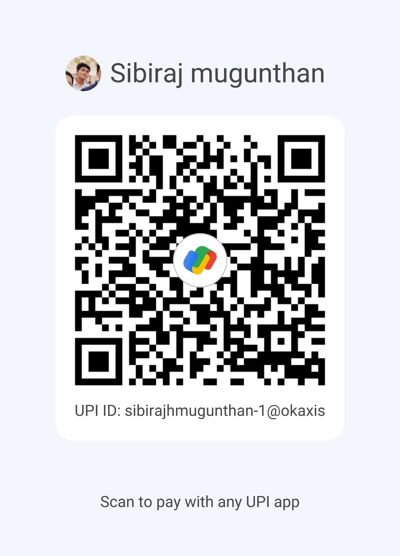 Sibiraj mugunthan
UPI ID: sibirajhmugunthan-1@okaxis
Scan to pay with any UPI app